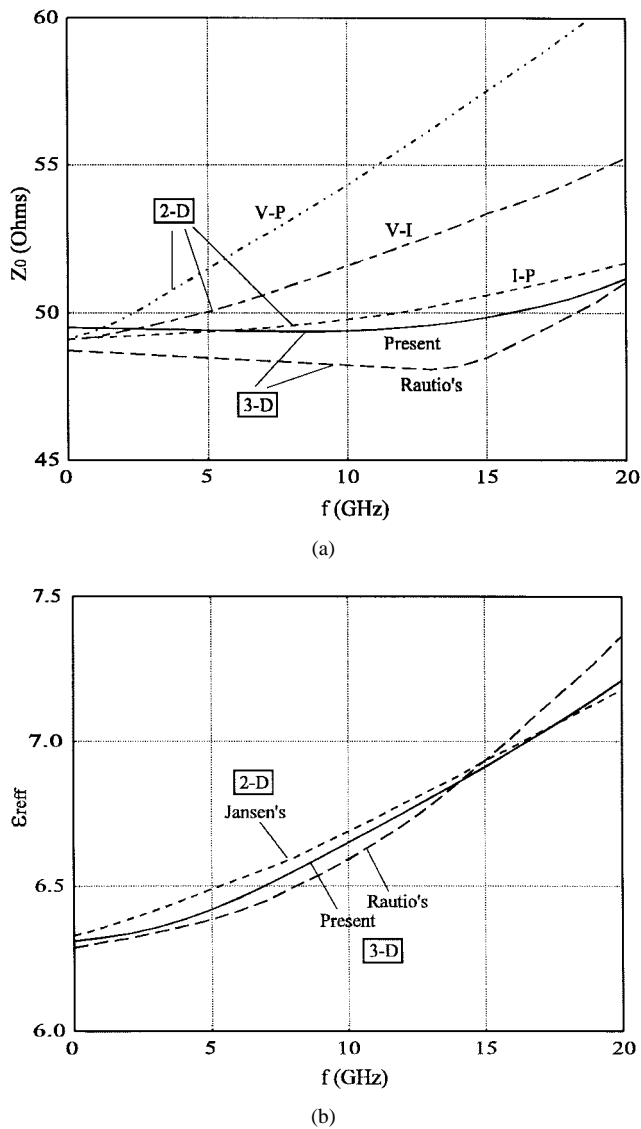 60
55
50
45
Z0 (Ohms)
2-D
V-P
V-I
I-P
Present
Rautio's
3-D
0
5
10
15
20
f (GHz)
(a)
7.5
7.0
6.5
6.0
εreff
2-D
Jansen's
Rautio's
Present
3-D
0
5
10
15
20
f (GHz)
(b)